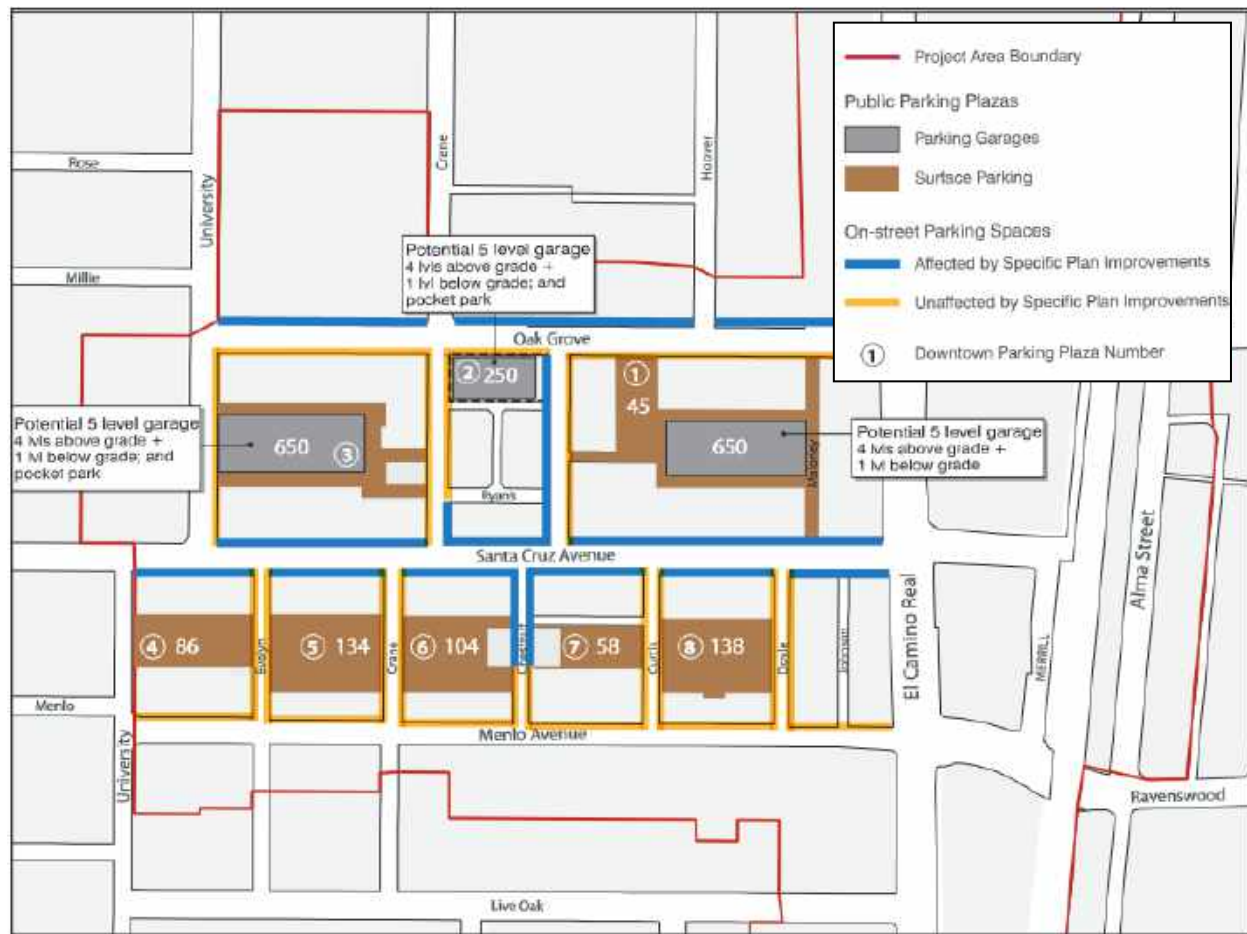 Project Area Boundary
Public Parking Plazas
Parking Garages
Surface Parking
On-street Parking Spaces
Affected by Specific Plan Improvements
Unaffected by Specific Plan Improvements
① Downtown Parking Plaza Number
Rose
University
Crane
Hoover
Millie
Potential 5 level garage
4 lvls above grade +
1 lvl below grade; and
pocket park
Oak Grove
② 250
①
45
Potential 5 level garage
4 lvls above grade +
1 lvl below grade; and
pocket park
650
③
650
Potential 5 level garage
4 lvls above grade +
1 lvl below grade
Maloney
Ryans
Santa Cruz Avenue
Alma Street
El Camino Real
MERRILL
④ 86
Evelyn
⑤ 134
Crane
⑥ 104
Chestnut
⑦ 58
Curtis
⑧ 138
Doyle
Menlo
Menlo Avenue
University
Ravenswood
Live Oak